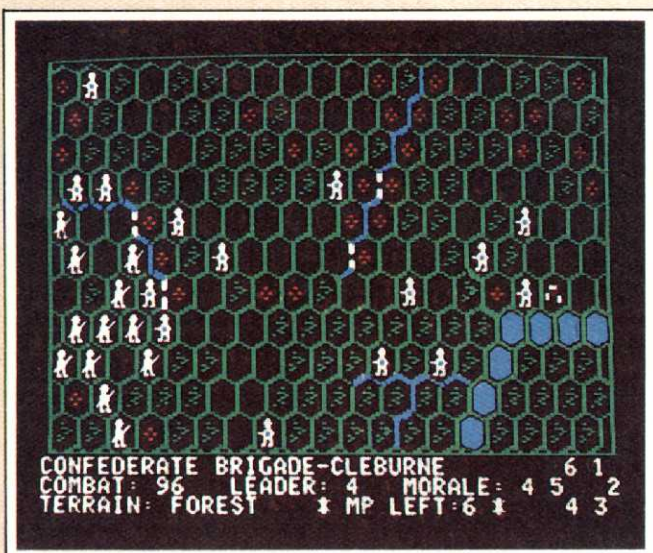 CONFEDERATE BRIGADE-CLEBURNE 6 1
COMBAT: 96 LEADER: 4 MORALE: 4 5 2
TERRAIN: FOREST * MP LEFT:6 * 4 3